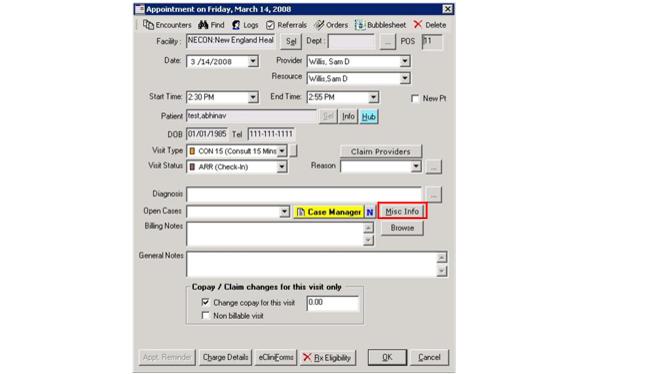 Appointment on Friday, March 14, 2008
Encounters Find Logs Referrals Orders Bubblesheet Delete
Facility : NECON:New England Heal Sel Dept : ... POS 11
Date: 3 /14/2008 Provider Willis, Sam D
Resource Willis,Sam D
Start Time: 2:30 PM End Time: 2:55 PM New Pt
Patient test,abhinav Sel Info Hub
DOB 01/01/1985 Tel 111-111-1111
Visit Type CON 15 (Consult 15 Mins Claim Providers
Visit Status ARR (Check-In) Reason ...
Diagnosis ...
Open Cases Case Manager N Misc Info
Billing Notes Browse
General Notes
Copay / Claim changes for this visit only
Change copay for this visit 0.00
Non billable visit
Appt. Reminder Charge Details eCliniForms Rx Eligibility OK Cancel